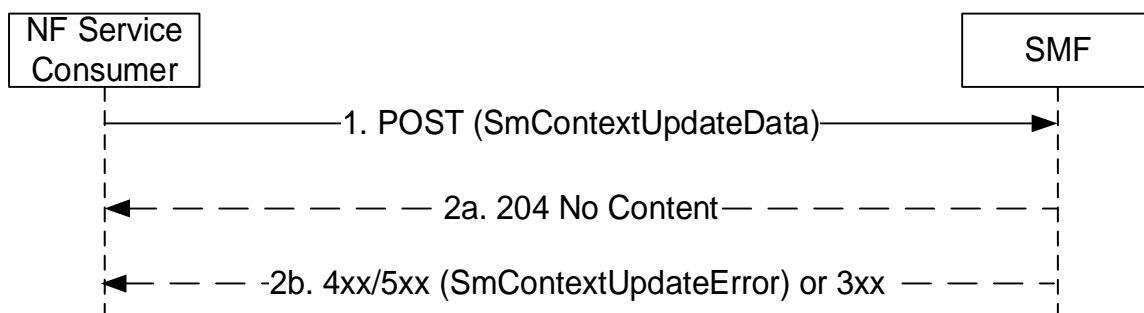 NF Service
Consumer
SMF
1. POST (SmContextUpdateData)
2a. 204 No Content
2b. 4xx/5xx (SmContextUpdateError) or 3xx